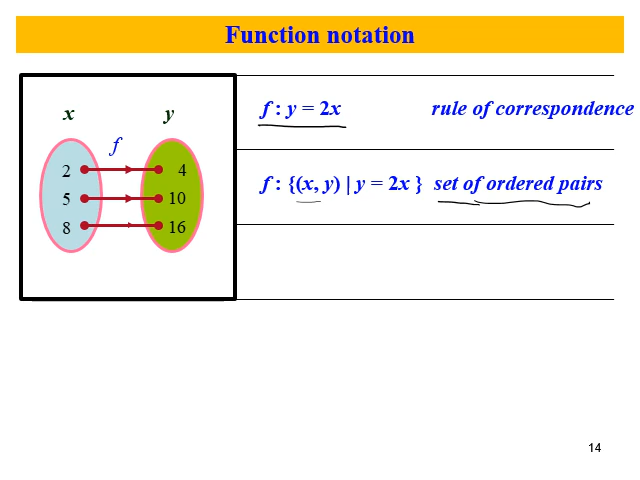 Function notation
x y
f
2 4
5 10
8 16
f : y = 2x rule of correspondence
f : {(x, y) | y = 2x } set of ordered pairs
14